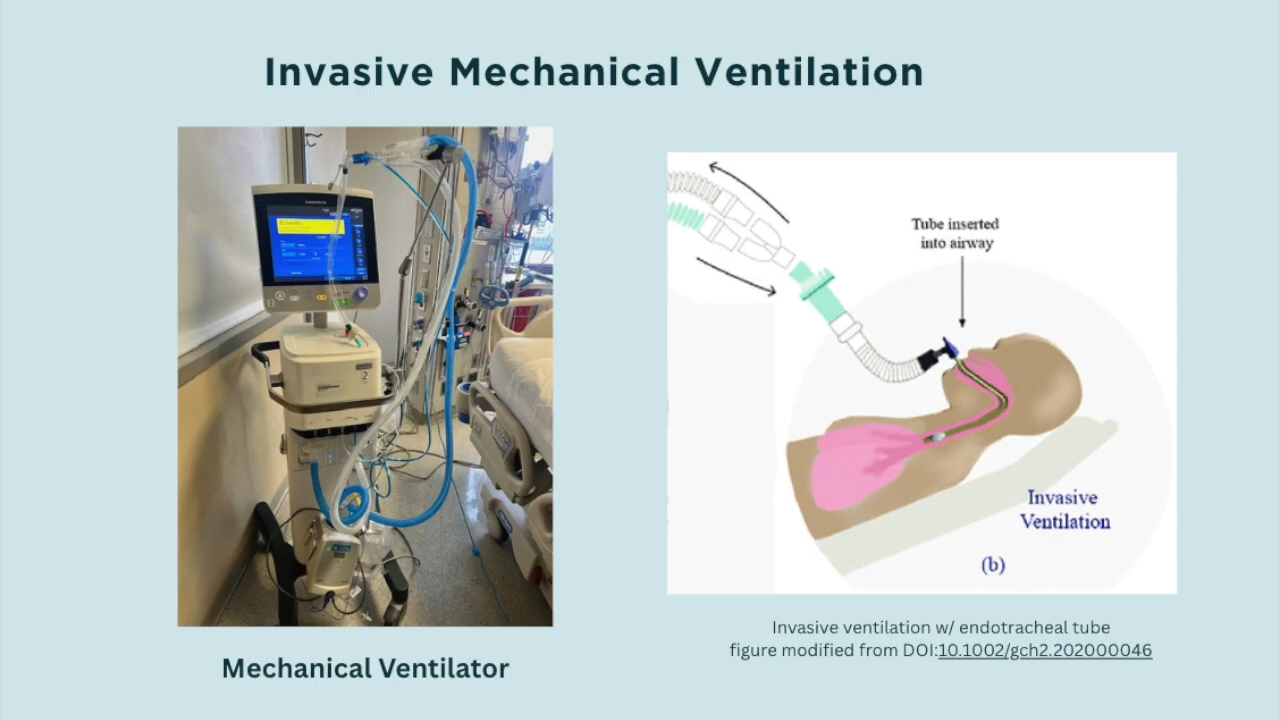 Invasive Mechanical Ventilation
2
Tube inserted
into airway
Invasive
Ventilation
(b)
Mechanical Ventilator
Invasive ventilation w/ endotracheal tube
figure modified from DOI:10.1002/gch2.202000046